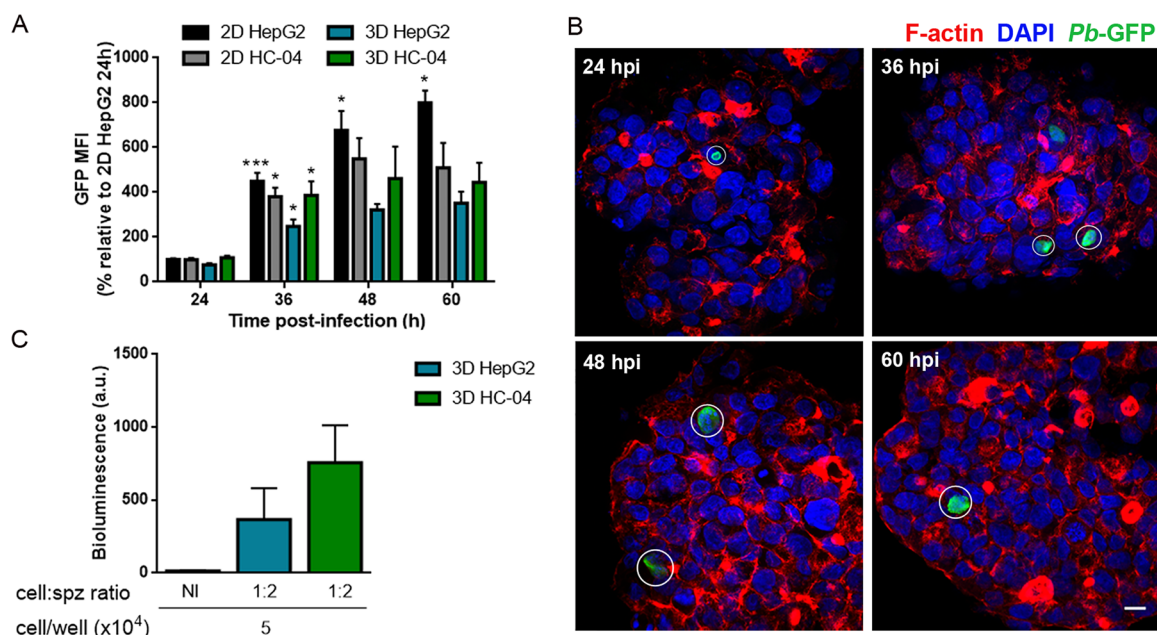 A
2D HepG2 3D HepG2
2D HC-04 3D HC-04
GFP MFI
(% relative to 2D HepG2 24h)
1000
800
600
400
200
0
***
*
*
*
*
*
24 36 48 60
Time post-infection (h)
B
F-actin DAPI Pb-GFP
24 hpi
36 hpi
48 hpi
60 hpi
C
3D HepG2
3D HC-04
Bioluminescence (a.u.)
1500
1000
500
0
cell:spz ratio NI 1:2 1:2
cell/well (x10⁴) 5